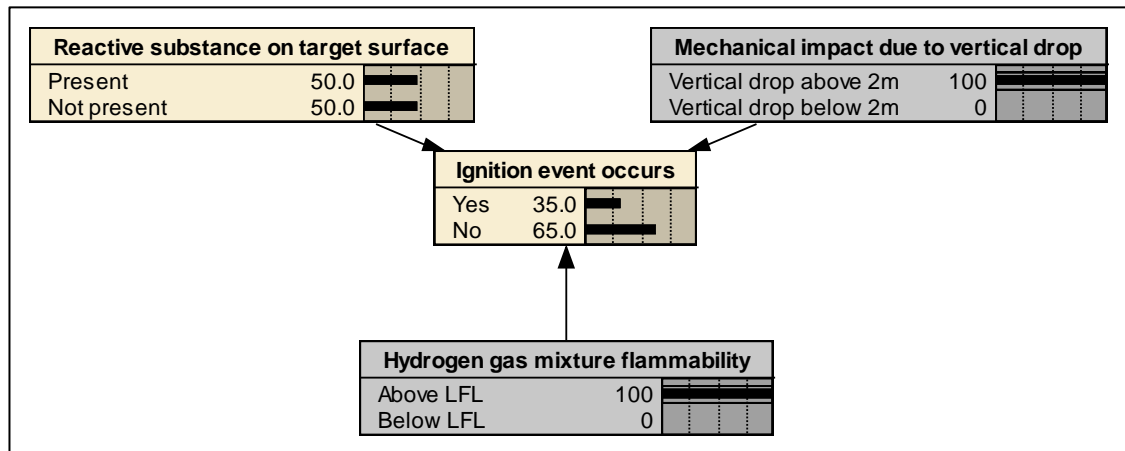 Reactive substance on target surface
Present 50.0
Not present 50.0
Mechanical impact due to vertical drop
Vertical drop above 2m 100
Vertical drop below 2m 0
Ignition event occurs
Yes 35.0
No 65.0
Hydrogen gas mixture flammability
Above LFL 100
Below LFL 0